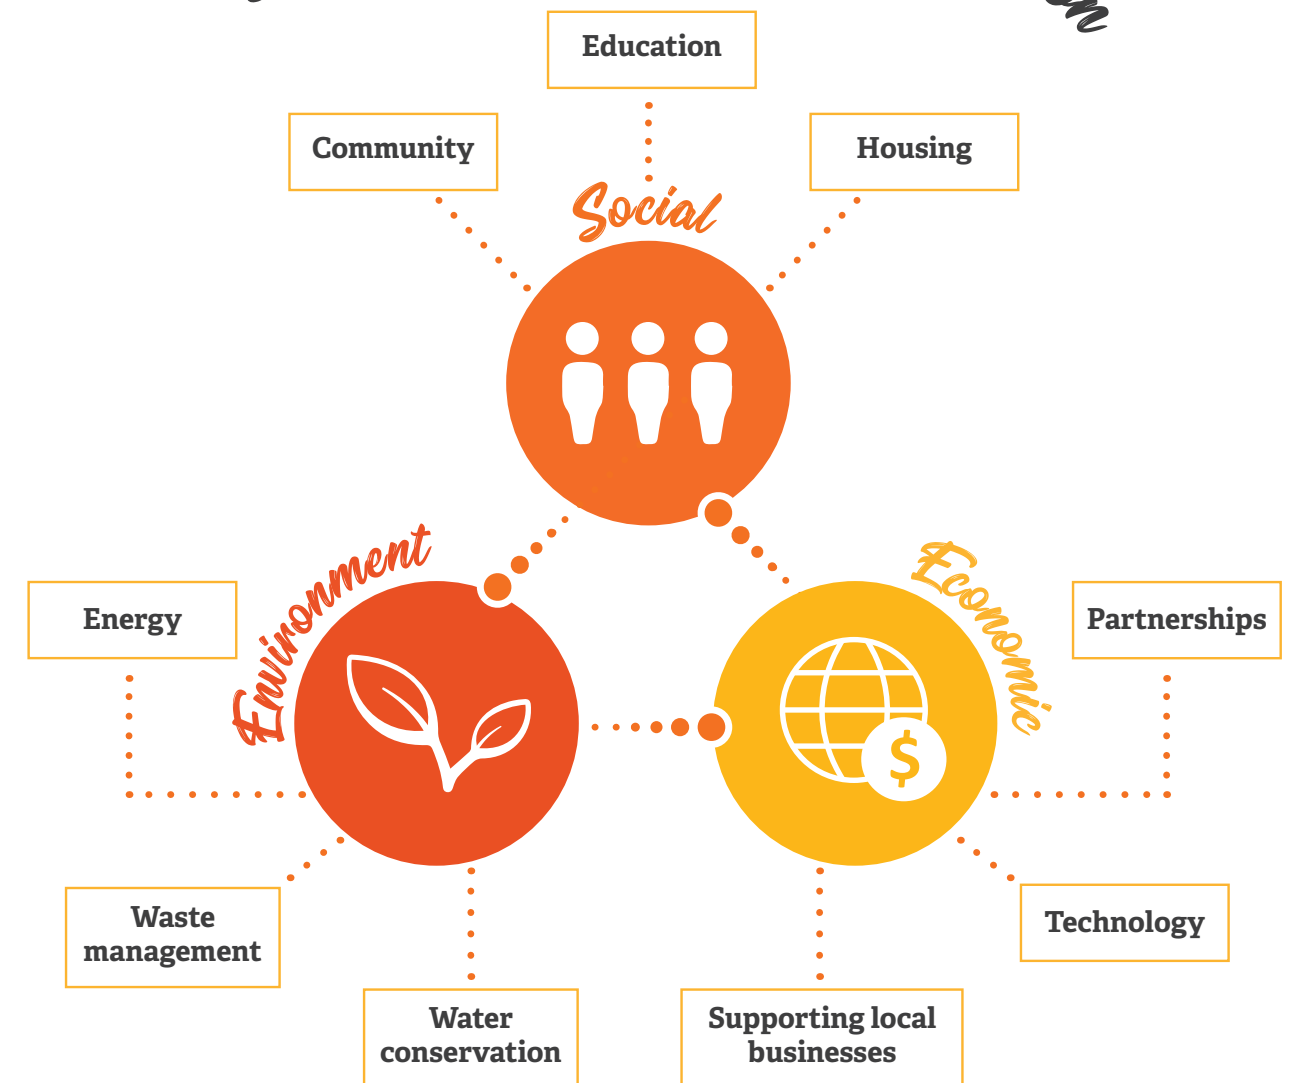 Education
Community
Housing
Social
Environment
Economic
Energy
Partnerships
$
Waste
management
Technology
Water
conservation
Supporting local
businesses